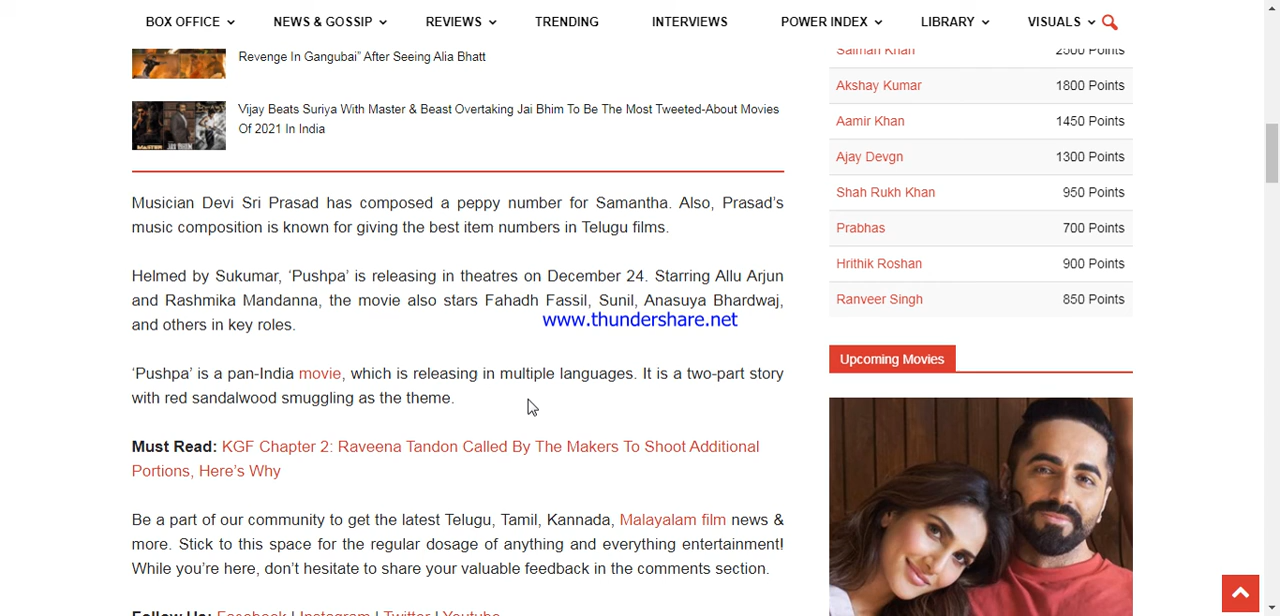 BOX OFFICE NEWS & GOSSIP REVIEWS TRENDING INTERVIEWS POWER INDEX LIBRARY VISUALS
Revenge In Gangubai" After Seeing Alia Bhatt
Vijay Beats Suriya With Master & Beast Overtaking Jai Bhim To Be The Most Tweeted-About Movies
Of 2021 In India
MASTER JAI BHIM
Musician Devi Sri Prasad has composed a peppy number for Samantha. Also, Prasad's
music composition is known for giving the best item numbers in Telugu films.
Helmed by Sukumar, 'Pushpa' is releasing in theatres on December 24. Starring Allu Arjun
and Rashmika Mandanna, the movie also stars Fahadh Fassil, Sunil, Anasuya Bhardwaj,
and others in key roles.
www.thundershare.net
'Pushpa' is a pan-India movie, which is releasing in multiple languages. It is a two-part story
with red sandalwood smuggling as the theme.
Must Read: KGF Chapter 2: Raveena Tandon Called By The Makers To Shoot Additional
Portions, Here's Why
Be a part of our community to get the latest Telugu, Tamil, Kannada, Malayalam film news &
more. Stick to this space for the regular dosage of anything and everything entertainment!
While you're here, don't hesitate to share your valuable feedback in the comments section.
Follow Us: Facebook | Instagram | Twitter | Youtube
Salman Khan 2500 Points
Akshay Kumar 1800 Points
Aamir Khan 1450 Points
Ajay Devgn 1300 Points
Shah Rukh Khan 950 Points
Prabhas 700 Points
Hrithik Roshan 900 Points
Ranveer Singh 850 Points
Upcoming Movies